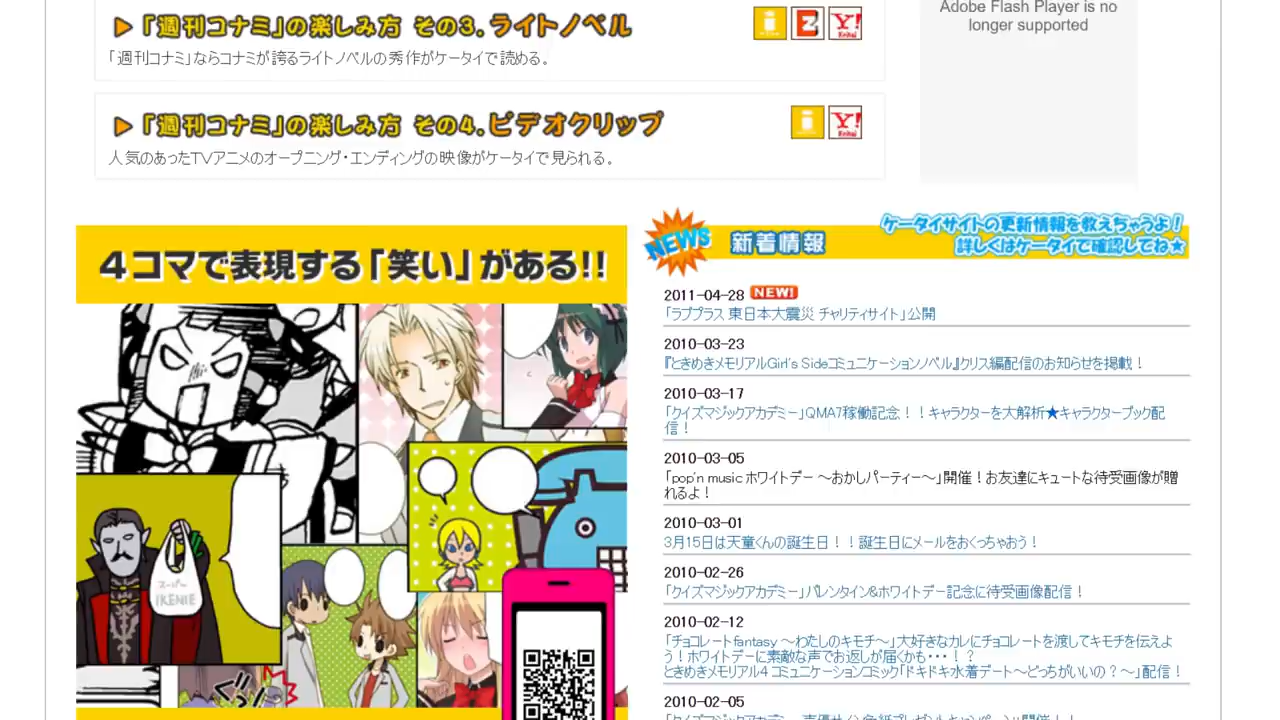 「週刊コナミ」の楽しみ方 その3.ライトノベル
「週刊コナミ」ならコナミが誇るライトノベルの秀作がケータイで読める。
Adobe Flash Player is no
longer supported
「週刊コナミ」の楽しみ方 その4.ビデオクリップ
人気のあったTVアニメのオープニング・エンディングの映像がケータイで見られる。
4コマで表現する「笑い」がある!!
スーパー
IKENIE
NEWS 新着情報
ケータイサイトの更新情報を教えちゃうよ!
詳しくはケータイで確認してね★
2011-04-28 NEW!
「ラブプラス 東日本大震災 チャリティサイト」公開
2010-03-23
『ときめきメモリアルGirl's Sideコミュニケーションノベル』クリス編配信のお知らせを掲載！
2010-03-17
「クイズマジックアカデミー」QMA7稼働記念！！キャラクターを大解析★キャラクターブック配
信！
2010-03-05
「pop'n music ホワイトデー ～おかしパーティー～」開催！お友達にキュートな待受画像が贈
れるよ！
2010-03-01
3月15日は天童くんの誕生日！！誕生日にメールをおくっちゃおう！
2010-02-26
「クイズマジックアカデミー」バレンタイン&ホワイトデー記念に待受画像配信！
2010-02-12
「チョコレートfantasy ～わたしのキモチ～」大好きなカレにチョコレートを渡してキモチを伝えよ
う！ホワイトデーに素敵な声でお返しが届くかも・・・！？
ときめきメモリアル4 コミュニケーションコミック「ドキドキ水着デート～どっちがいいの？～」配信！
2010-02-05